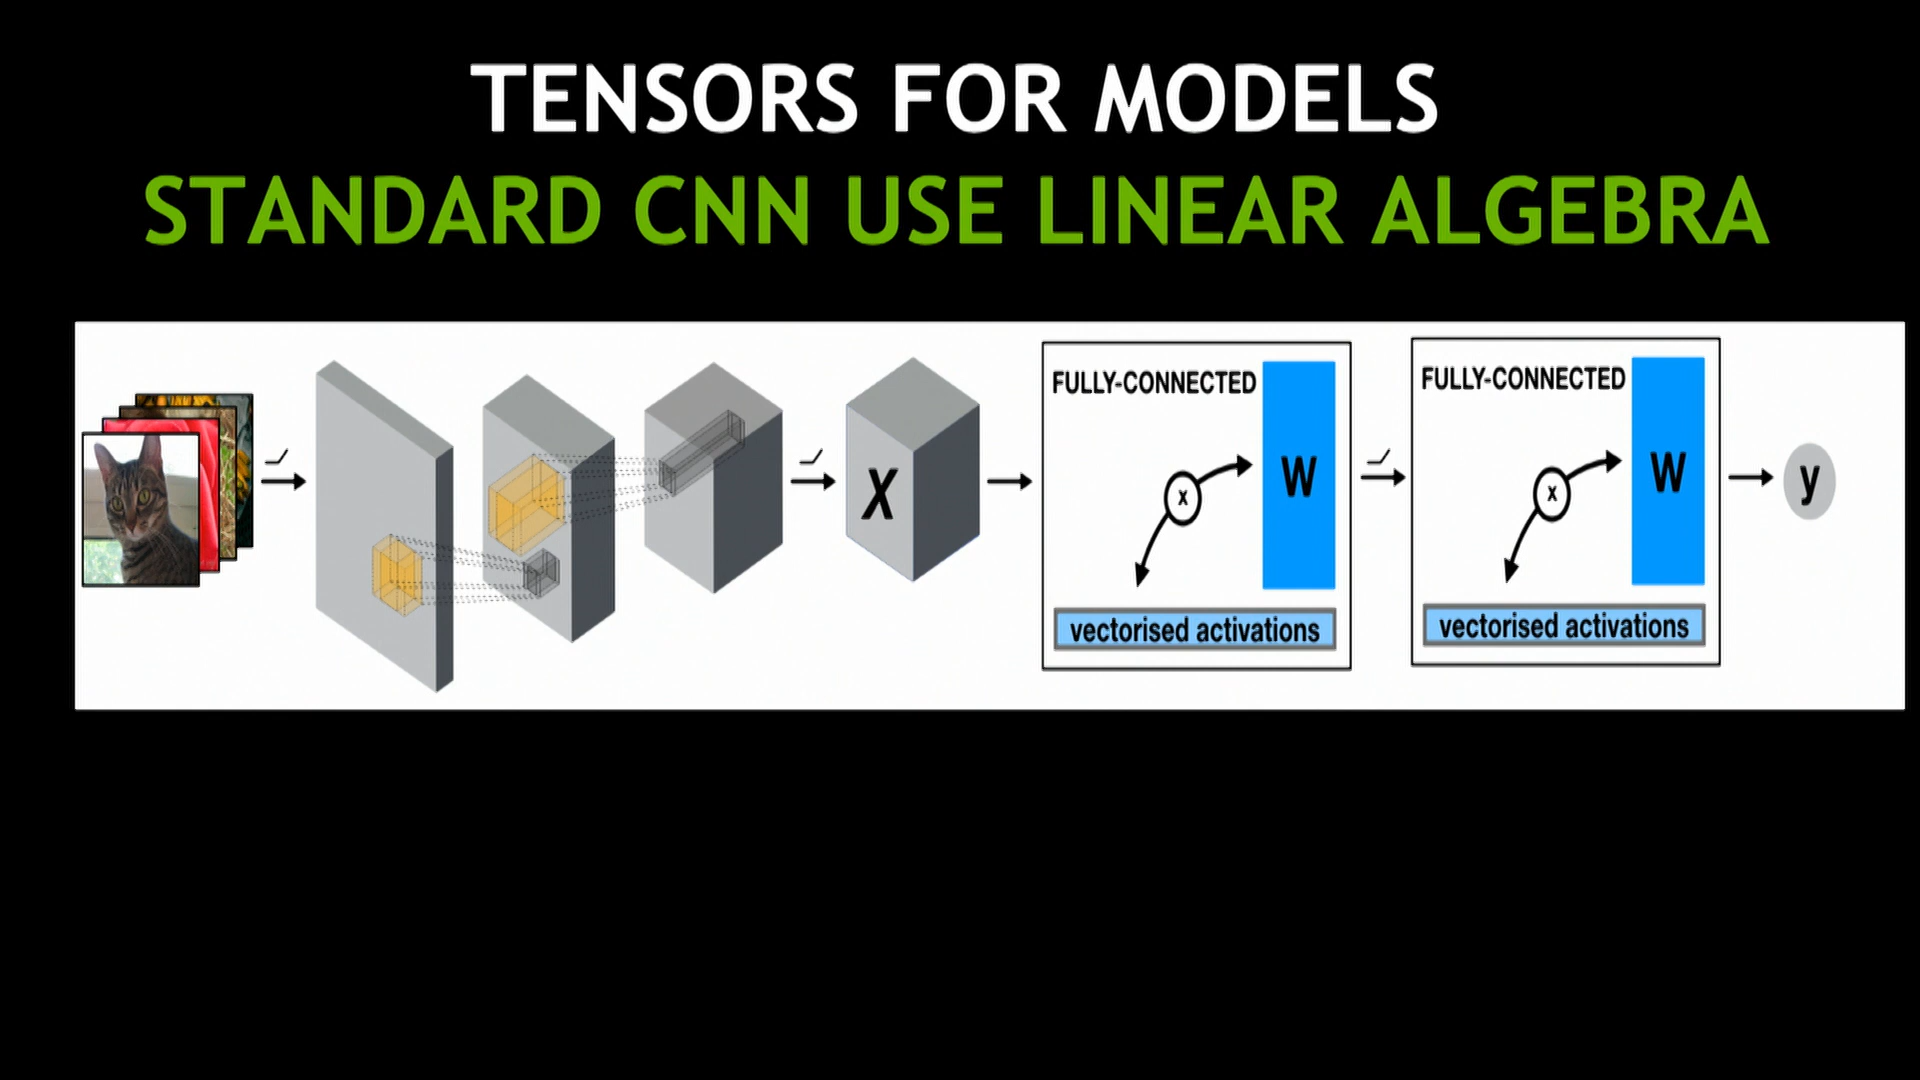 TENSORS FOR MODELS
STANDARD CNN USE LINEAR ALGEBRA
X
FULLY-CONNECTED
x
W
vectorised activations
FULLY-CONNECTED
x
W
vectorised activations
y